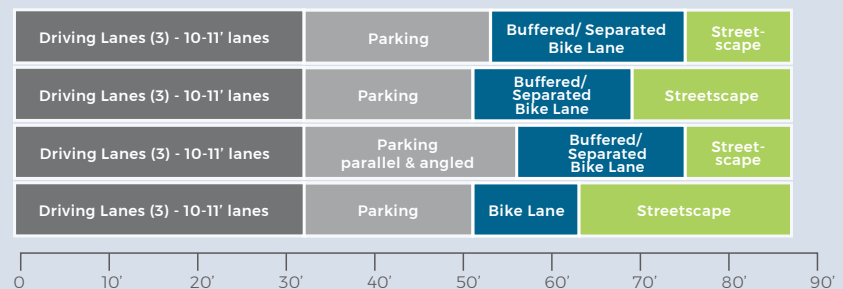 Driving Lanes (3) - 10-11’ lanes
Parking
Buffered/ Separated
Bike Lane
Street-
scape
Driving Lanes (3) - 10-11’ lanes
Parking
Buffered/
Separated
Bike Lane
Streetscape
Driving Lanes (3) - 10-11’ lanes
Parking
parallel & angled
Buffered/
Separated
Bike Lane
Street-
scape
Driving Lanes (3) - 10-11’ lanes
Parking
Bike Lane
Streetscape
0 10’ 20’ 30’ 40’ 50’ 60’ 70’ 80’ 90’